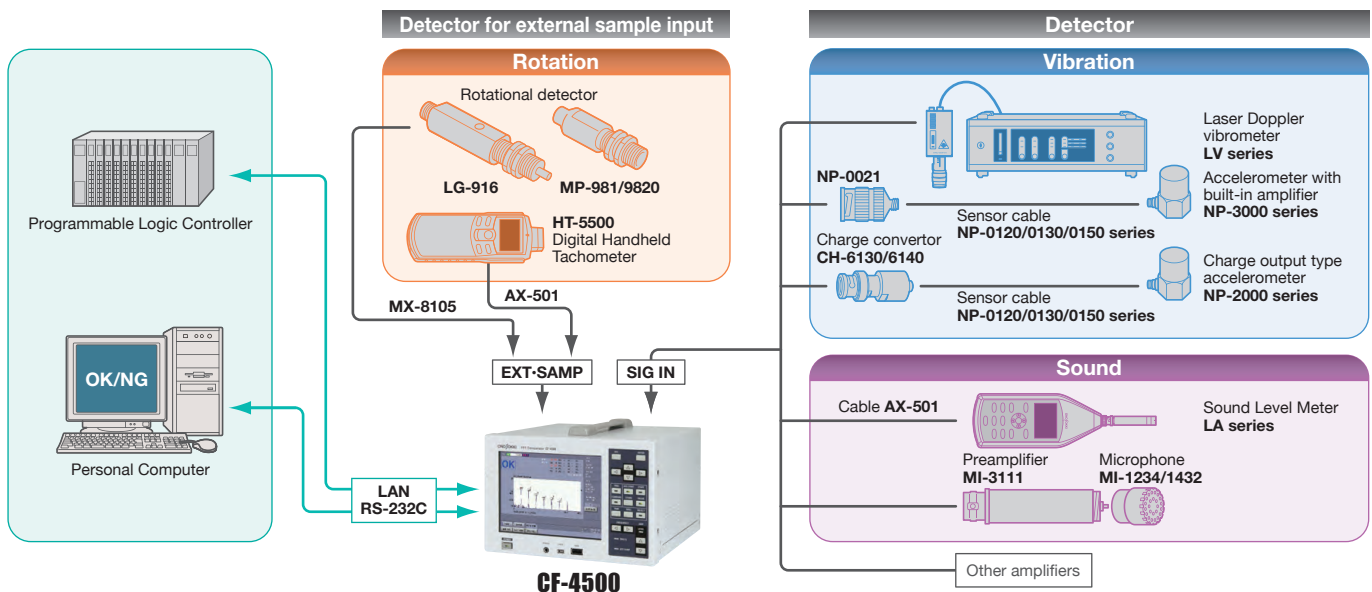 Detector for external sample input
Detector
Rotation
Rotational detector
LG-916
MP-981/9820
HT-5500
Digital Handheld
Tachometer
MX-8105
AX-501
EXT·SAMP
SIG IN
Programmable Logic Controller
OK/NG
Personal Computer
LAN
RS-232C
OK
CF-4500
Vibration
Laser Doppler
vibrometer
LV series
NP-0021
Sensor cable
NP-0120/0130/0150 series
Accelerometer with
built-in amplifier
NP-3000 series
Charge convertor
CH-6130/6140
Sensor cable
NP-0120/0130/0150 series
Charge output type
accelerometer
NP-2000 series
Sound
Cable AX-501
Sound Level Meter
LA series
Preamplifier
MI-3111
Microphone
MI-1234/1432
Other amplifiers